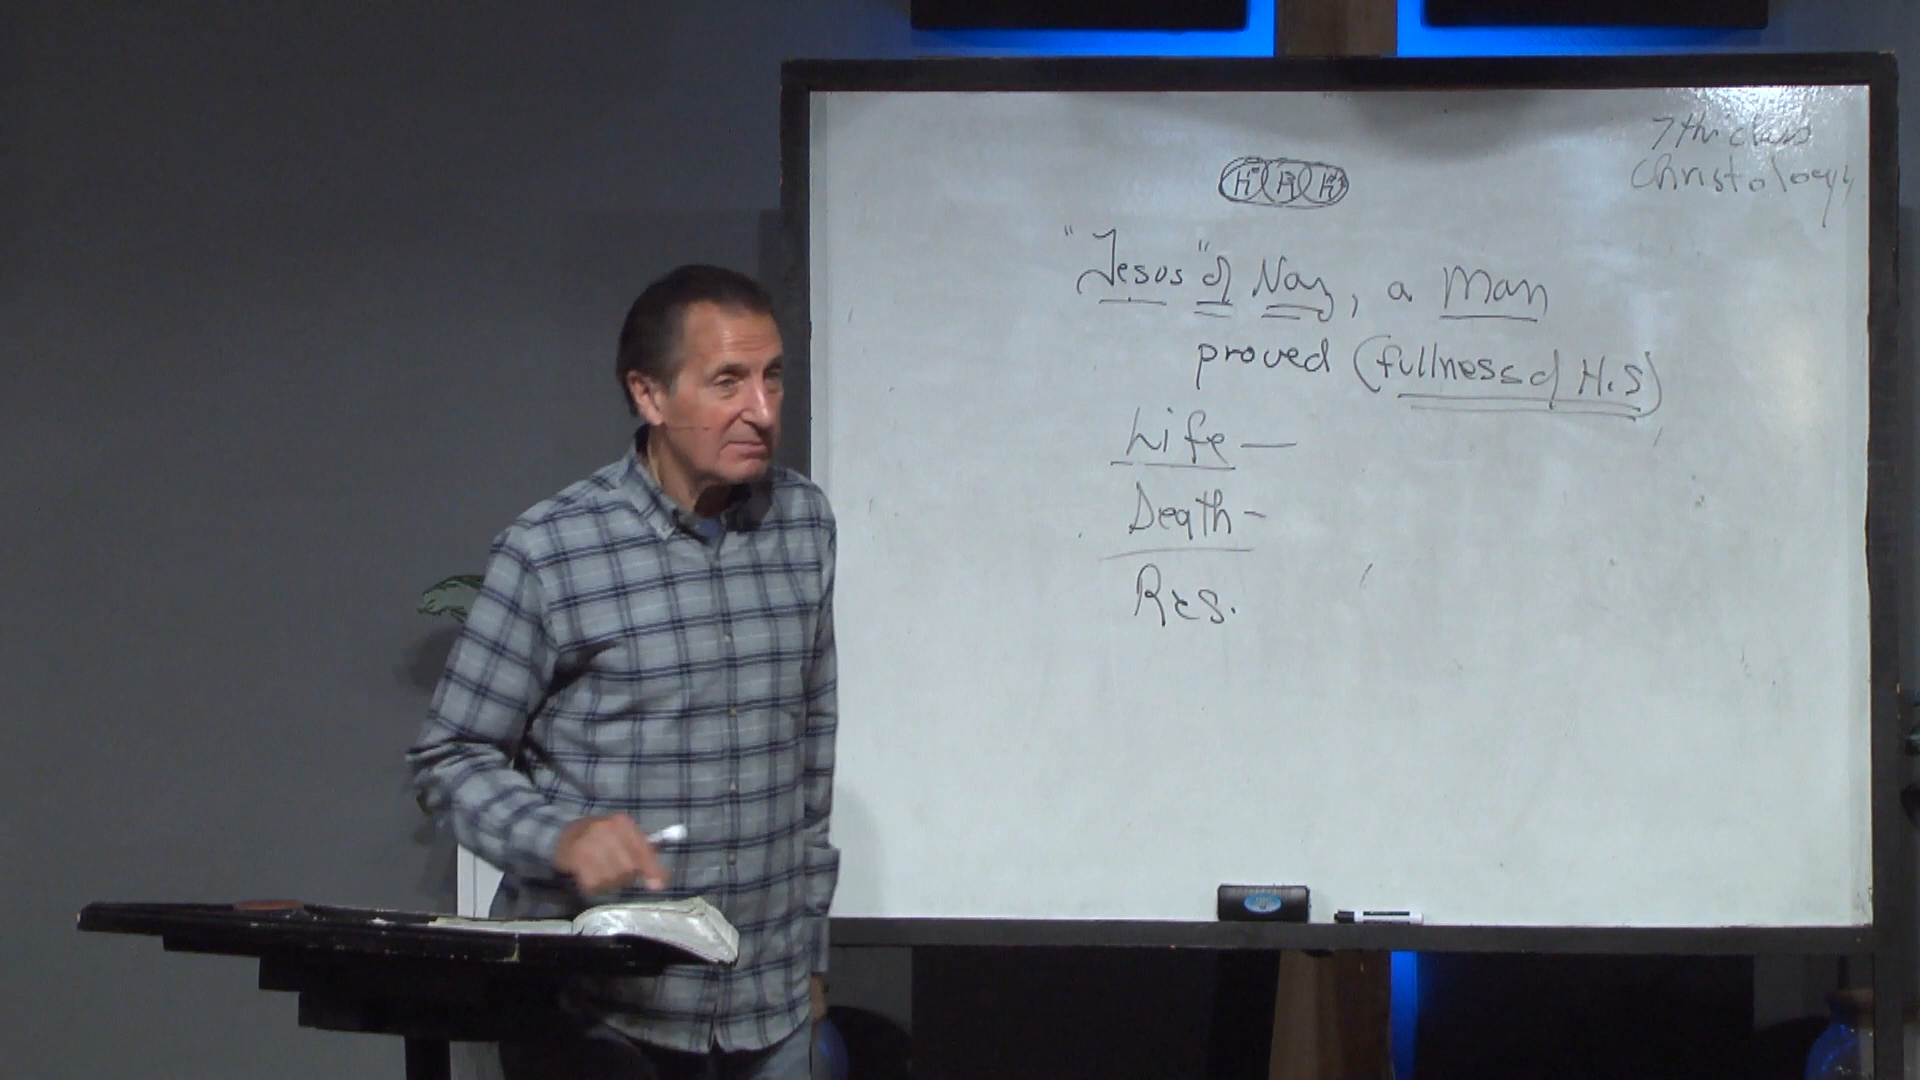 7th class
Christology
"Jesus" of Naz, a Man
proved (fullness of H.S)
Life —
Death -
Res.